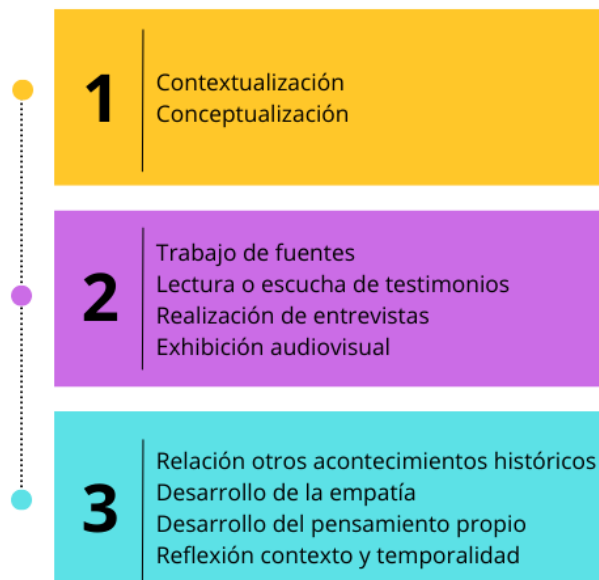 1
Contextualización
Conceptualización
2
Trabajo de fuentes
Lectura o escucha de testimonios
Realización de entrevistas
Exhibición audiovisual
3
Relación otros acontecimientos históricos
Desarrollo de la empatía
Desarrollo del pensamiento propio
Reflexión contexto y temporalidad